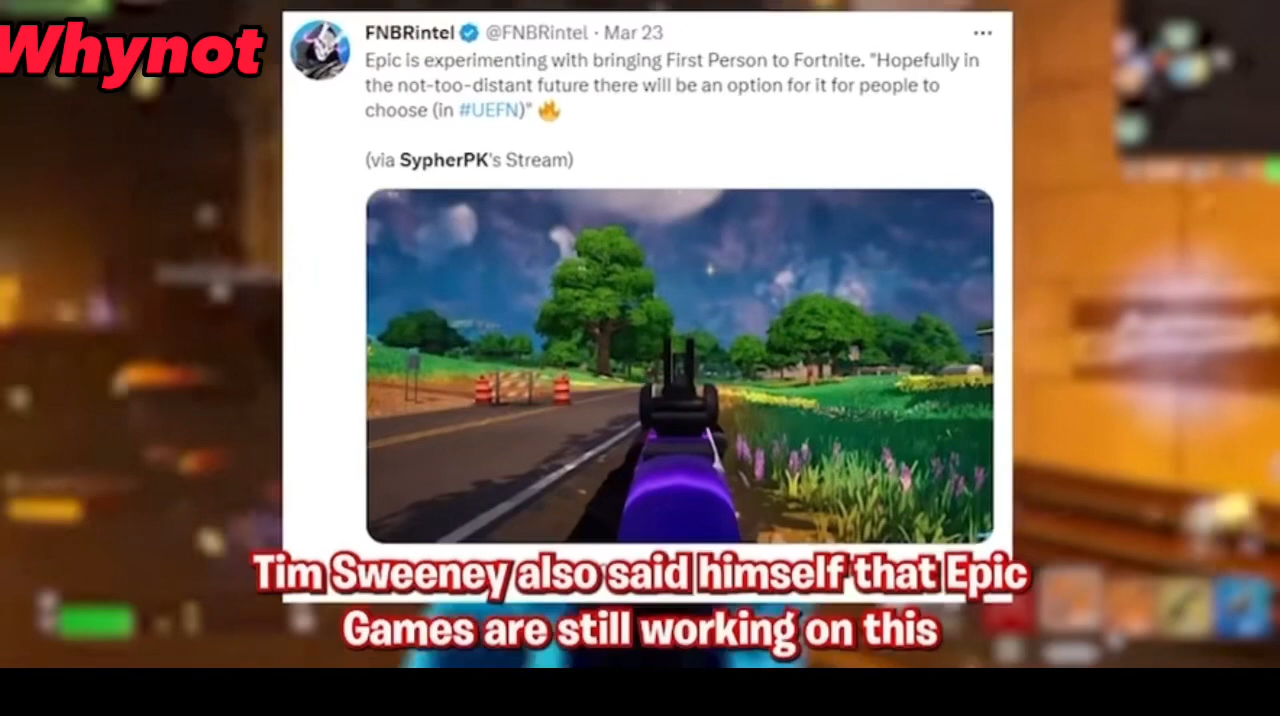 Whynot
FNBRintel @FNBRintel · Mar 23
Epic is experimenting with bringing First Person to Fortnite. "Hopefully in
the not-too-distant future there will be an option for it for people to
choose (in #UEFN)" 🔥
(via SypherPK's Stream)
Tim Sweeney also said himself that Epic
Games are still working on this